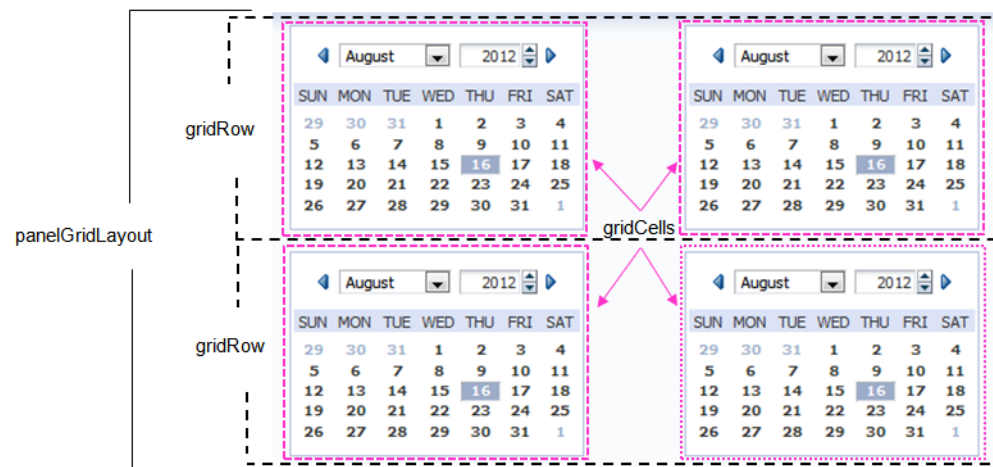 August 2012
SUN MON TUE WED THU FRI SAT
29 30 31 1 2 3 4
5 6 7 8 9 10 11
12 13 14 15 16 17 18
19 20 21 22 23 24 25
26 27 28 29 30 31 1
August 2012
SUN MON TUE WED THU FRI SAT
29 30 31 1 2 3 4
5 6 7 8 9 10 11
12 13 14 15 16 17 18
19 20 21 22 23 24 25
26 27 28 29 30 31 1
gridRow
panelGridLayout
gridCells
August 2012
SUN MON TUE WED THU FRI SAT
29 30 31 1 2 3 4
5 6 7 8 9 10 11
12 13 14 15 16 17 18
19 20 21 22 23 24 25
26 27 28 29 30 31 1
August 2012
SUN MON TUE WED THU FRI SAT
29 30 31 1 2 3 4
5 6 7 8 9 10 11
12 13 14 15 16 17 18
19 20 21 22 23 24 25
26 27 28 29 30 31 1
gridRow